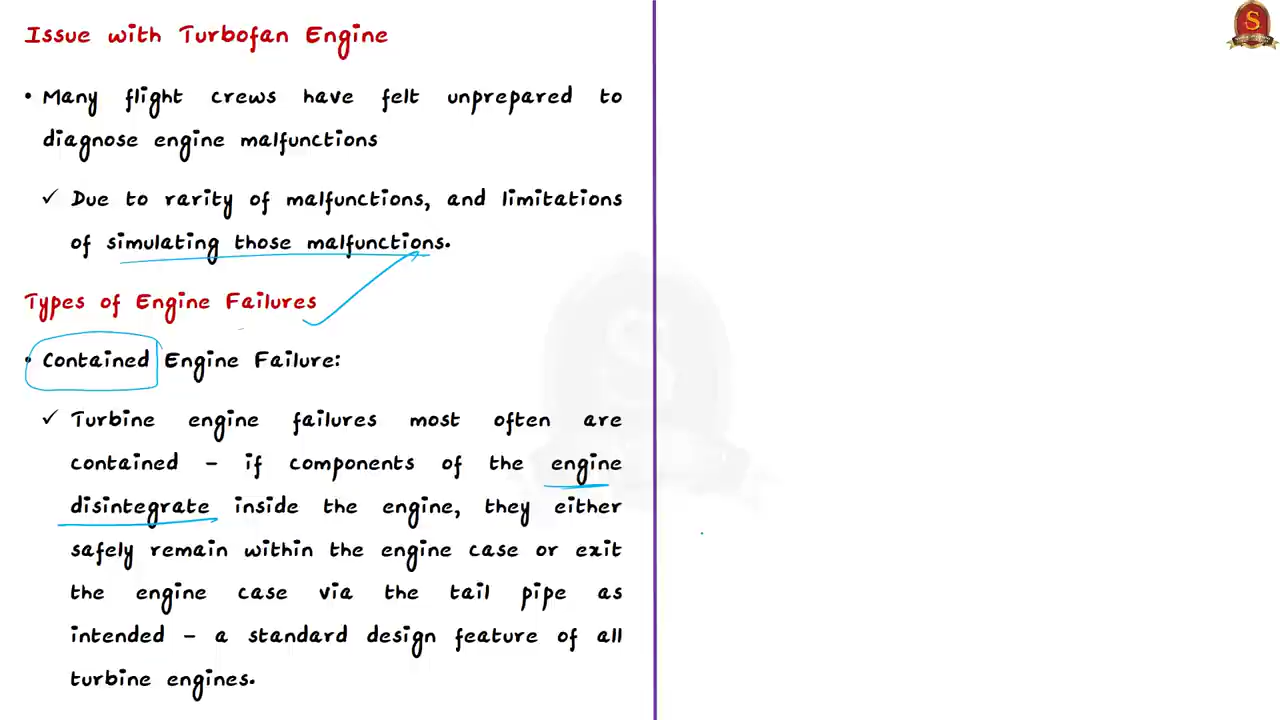 Issue with Turbofan Engine
• Many flight crews have felt unprepared to
diagnose engine malfunctions
✓ Due to rarity of malfunctions, and limitations
of simulating those malfunctions.
Types of Engine Failures
• Contained Engine Failure:
✓ Turbine engine failures most often are
contained – if components of the engine
disintegrate inside the engine, they either
safely remain within the engine case or exit
the engine case via the tail pipe as
intended – a standard design feature of all
turbine engines.
S